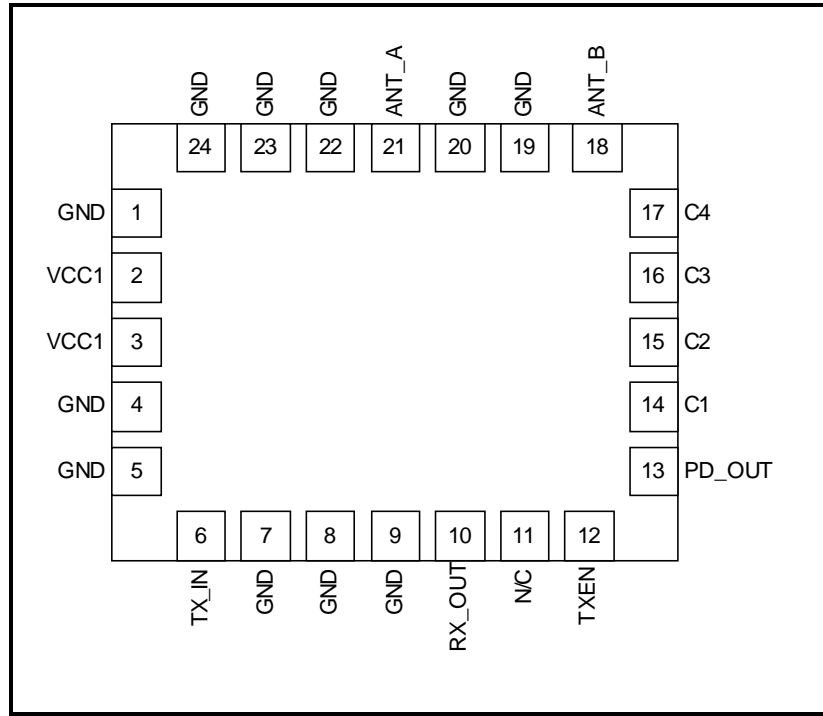 GND GND GND ANT_A GND GND ANT_B
24 23 22 21 20 19 18
GND 1 17 C4
VCC1 2 16 C3
VCC1 3 15 C2
GND 4 14 C1
GND 5 13 PD_OUT
6 7 8 9 10 11 12
TX_IN GND GND GND RX_OUT N/C TXEN